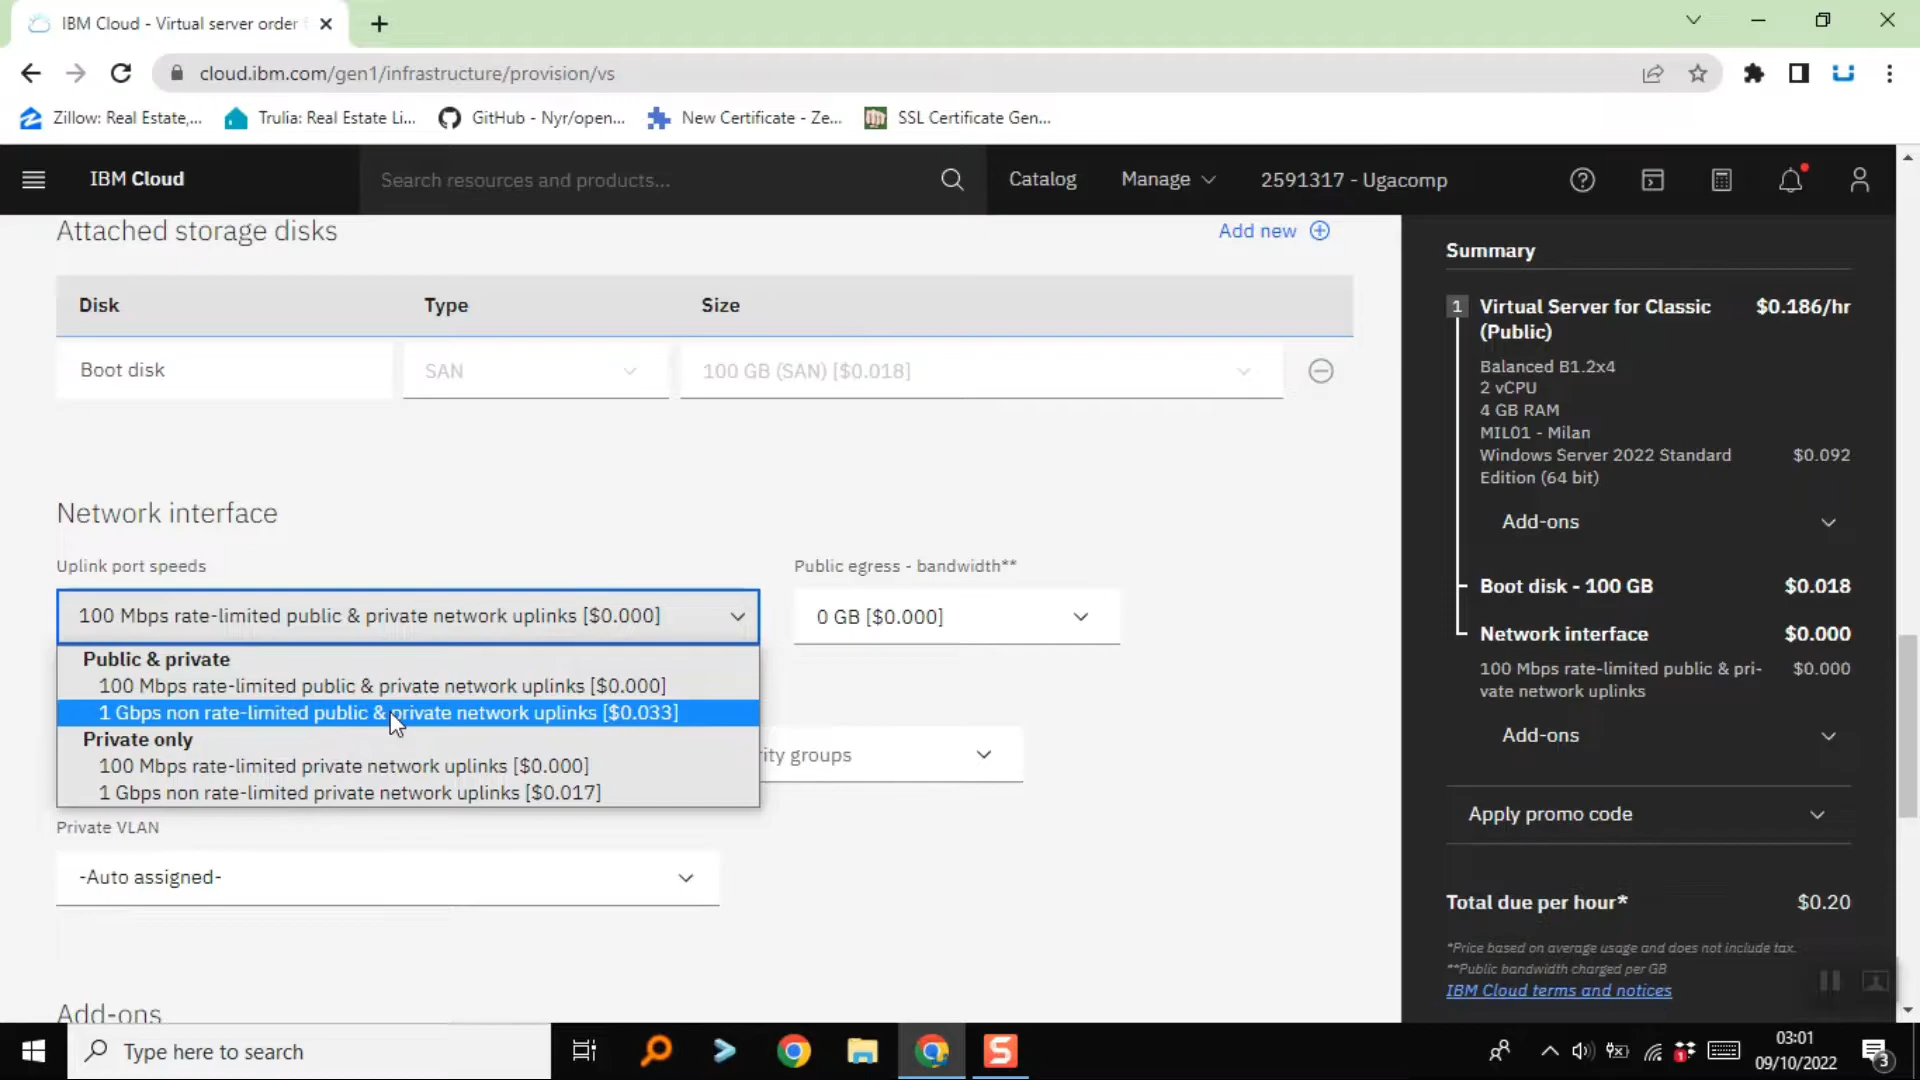 IBM Cloud - Virtual server order
cloud.ibm.com/gen1/infrastructure/provision/vs
Zillow: Real Estate,...
Trulia: Real Estate Li...
GitHub - Nyr/open...
New Certificate - Ze...
SSL Certificate Gen...
IBM Cloud
Search resources and products...
Catalog
Manage
2591317 - Ugacomp
Attached storage disks
Add new
Disk Type Size
Boot disk SAN 100 GB (SAN) [$0.018]
Network interface
Uplink port speeds
100 Mbps rate-limited public & private network uplinks [$0.000]
Public & private
100 Mbps rate-limited public & private network uplinks [$0.000]
1 Gbps non rate-limited public & private network uplinks [$0.033]
Private only
100 Mbps rate-limited private network uplinks [$0.000]
1 Gbps non rate-limited private network uplinks [$0.017]
Public egress - bandwidth**
0 GB [$0.000]
groups
Private VLAN
-Auto assigned-
Add-ons
Summary
1 Virtual Server for Classic $0.186/hr
(Public)
Balanced B1.2x4
2 vCPU
4 GB RAM
MIL01 - Milan
Windows Server 2022 Standard $0.092
Edition (64 bit)
Add-ons
Boot disk - 100 GB $0.018
Network interface $0.000
100 Mbps rate-limited public & pri- $0.000
vate network uplinks
Add-ons
Apply promo code
Total due per hour* $0.20
*Price based on average usage and does not include tax.
**Public bandwidth charged per GB
IBM Cloud terms and notices
Type here to search
03:01
09/10/2022
3